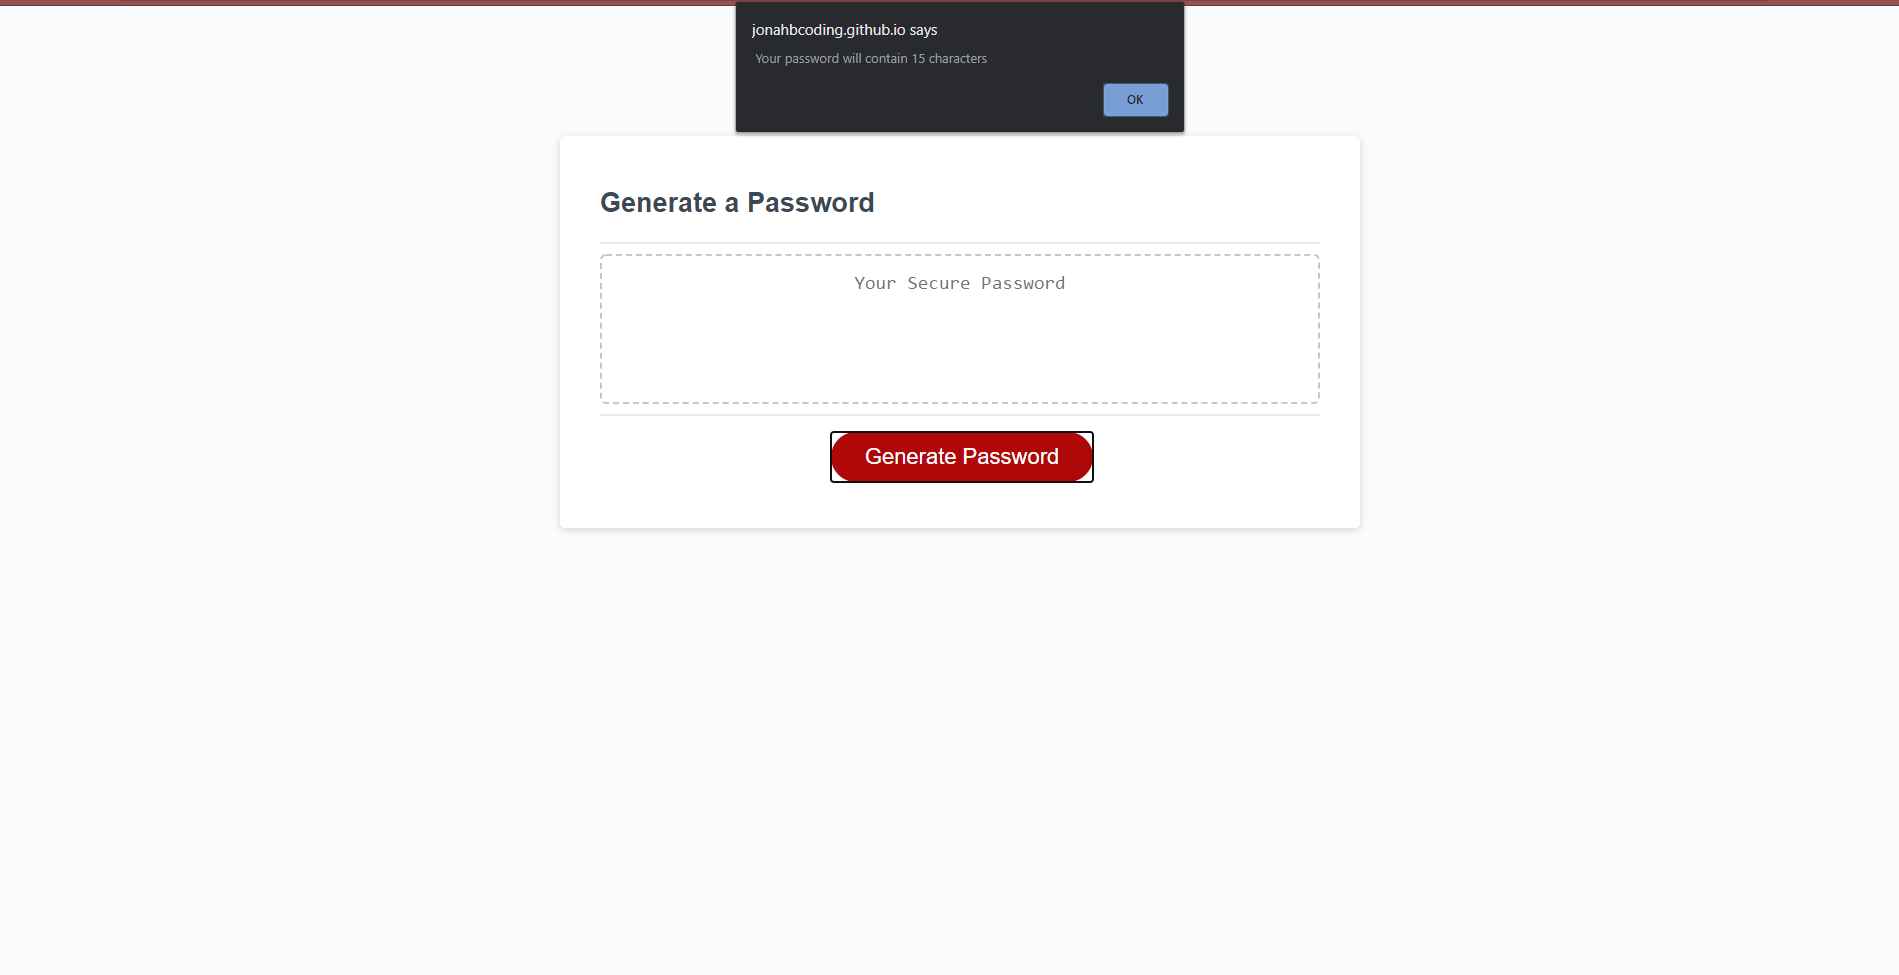 jonahbcoding.github.io says
Your password will contain 15 characters
OK
Generate a Password
Your Secure Password
Generate Password